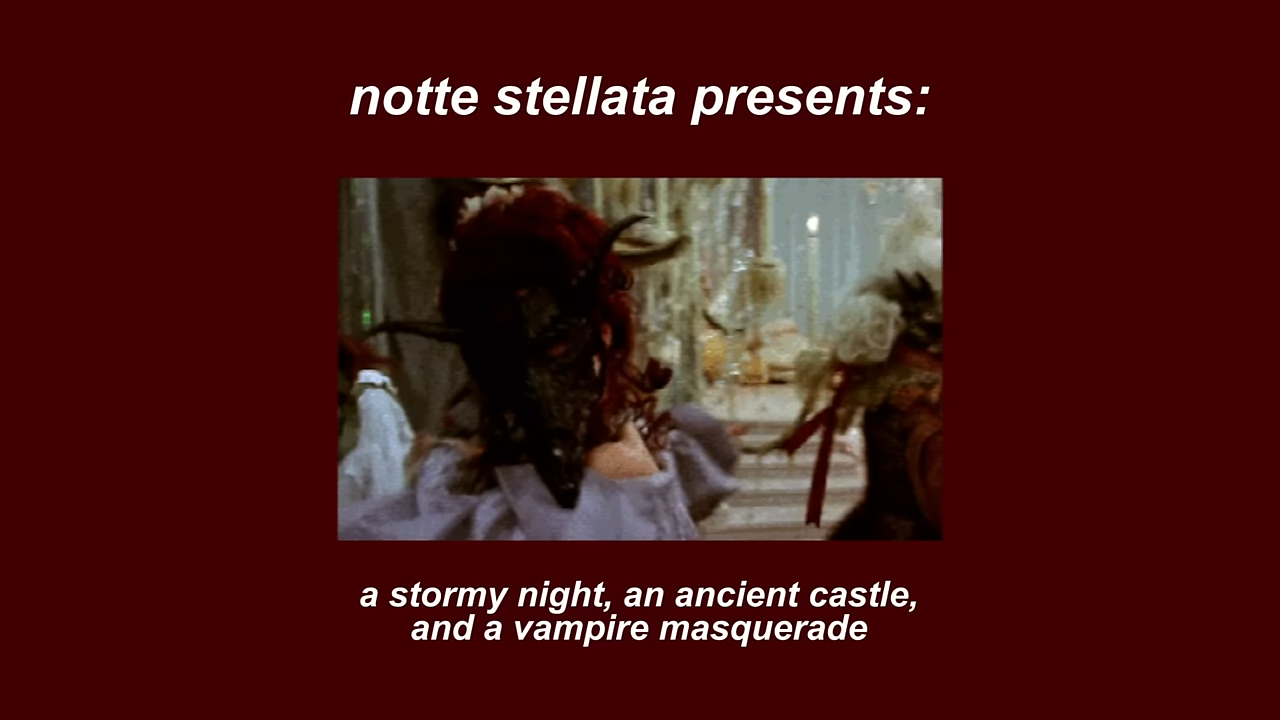 notte stellata presents:
a stormy night, an ancient castle,
and a vampire masquerade